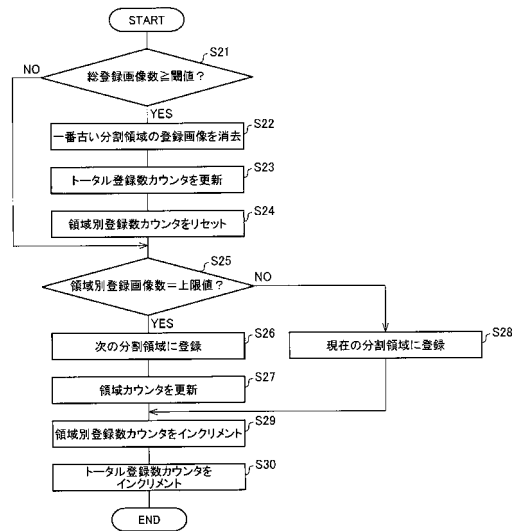 START
S21
NO
総登録画像数≧閾値？
YES
S22
一番古い分割領域の登録画像を消去
S23
トータル登録数カウンタを更新
S24
領域別登録数カウンタをリセット
S25
領域別登録画像数＝上限値？
NO
YES
S26
次の分割領域に登録
S28
現在の分割領域に登録
S27
領域カウンタを更新
S29
領域別登録数カウンタをインクリメント
S30
トータル登録数カウンタを
インクリメント
END